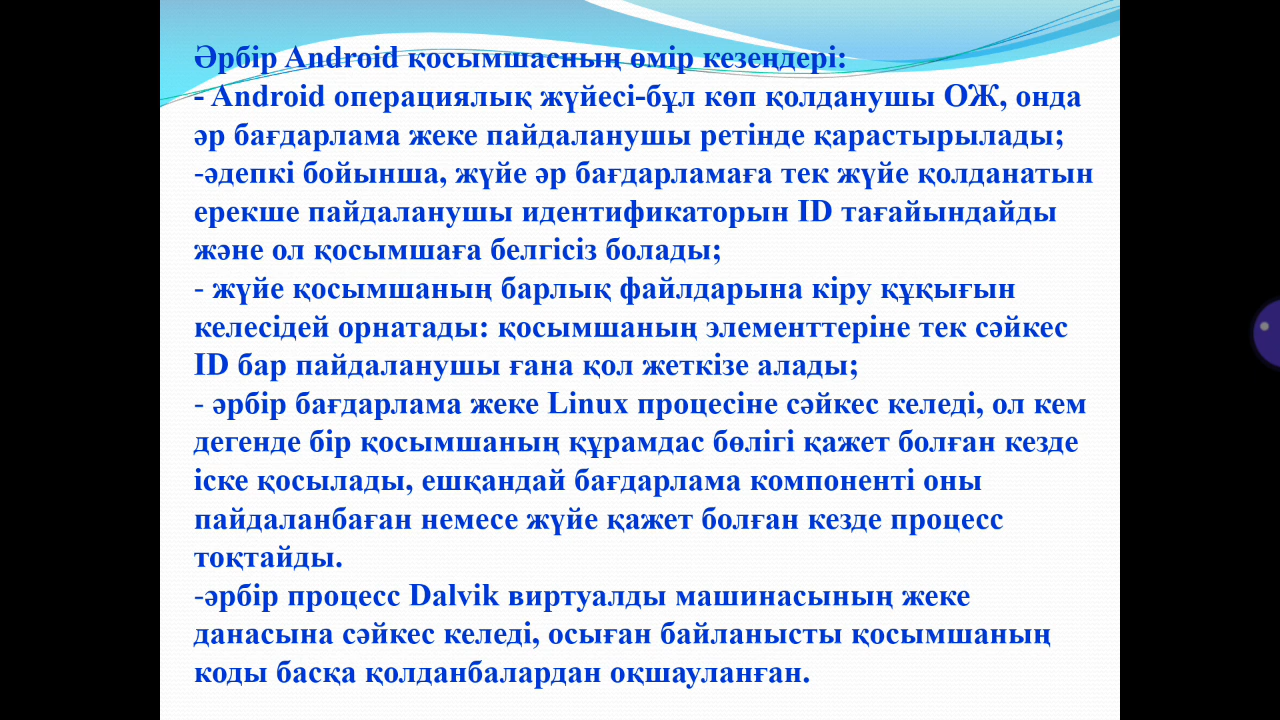 Әрбір Android қосымшасның өмір кезеңдері:
- Android операциялық жүйесі-бұл көп қолданушы ОЖ, онда
әр бағдарлама жеке пайдаланушы ретінде қарастырылады;
-әдепкі бойынша, жүйе әр бағдарламаға тек жүйе қолданатын
ерекше пайдаланушы идентификаторын ID тағайындайды
және ол қосымшаға белгісіз болады;
- жүйе қосымшаның барлық файлдарына кіру құқығын
келесідей орнатады: қосымшаның элементтеріне тек сәйкес
ID бар пайдаланушы ғана қол жеткізе алады;
- әрбір бағдарлама жеке Linux процесіне сәйкес келеді, ол кем
дегенде бір қосымшаның құрамдас бөлігі қажет болған кезде
іске қосылады, ешқандай бағдарлама компоненті оны
пайдаланбаған немесе жүйе қажет болған кезде процесс
тоқтайды.
-әрбір процесс Dalvik виртуалды машинасының жеке
данасына сәйкес келеді, осыған байланысты қосымшаның
коды басқа қолданбалардан оқшауланған.